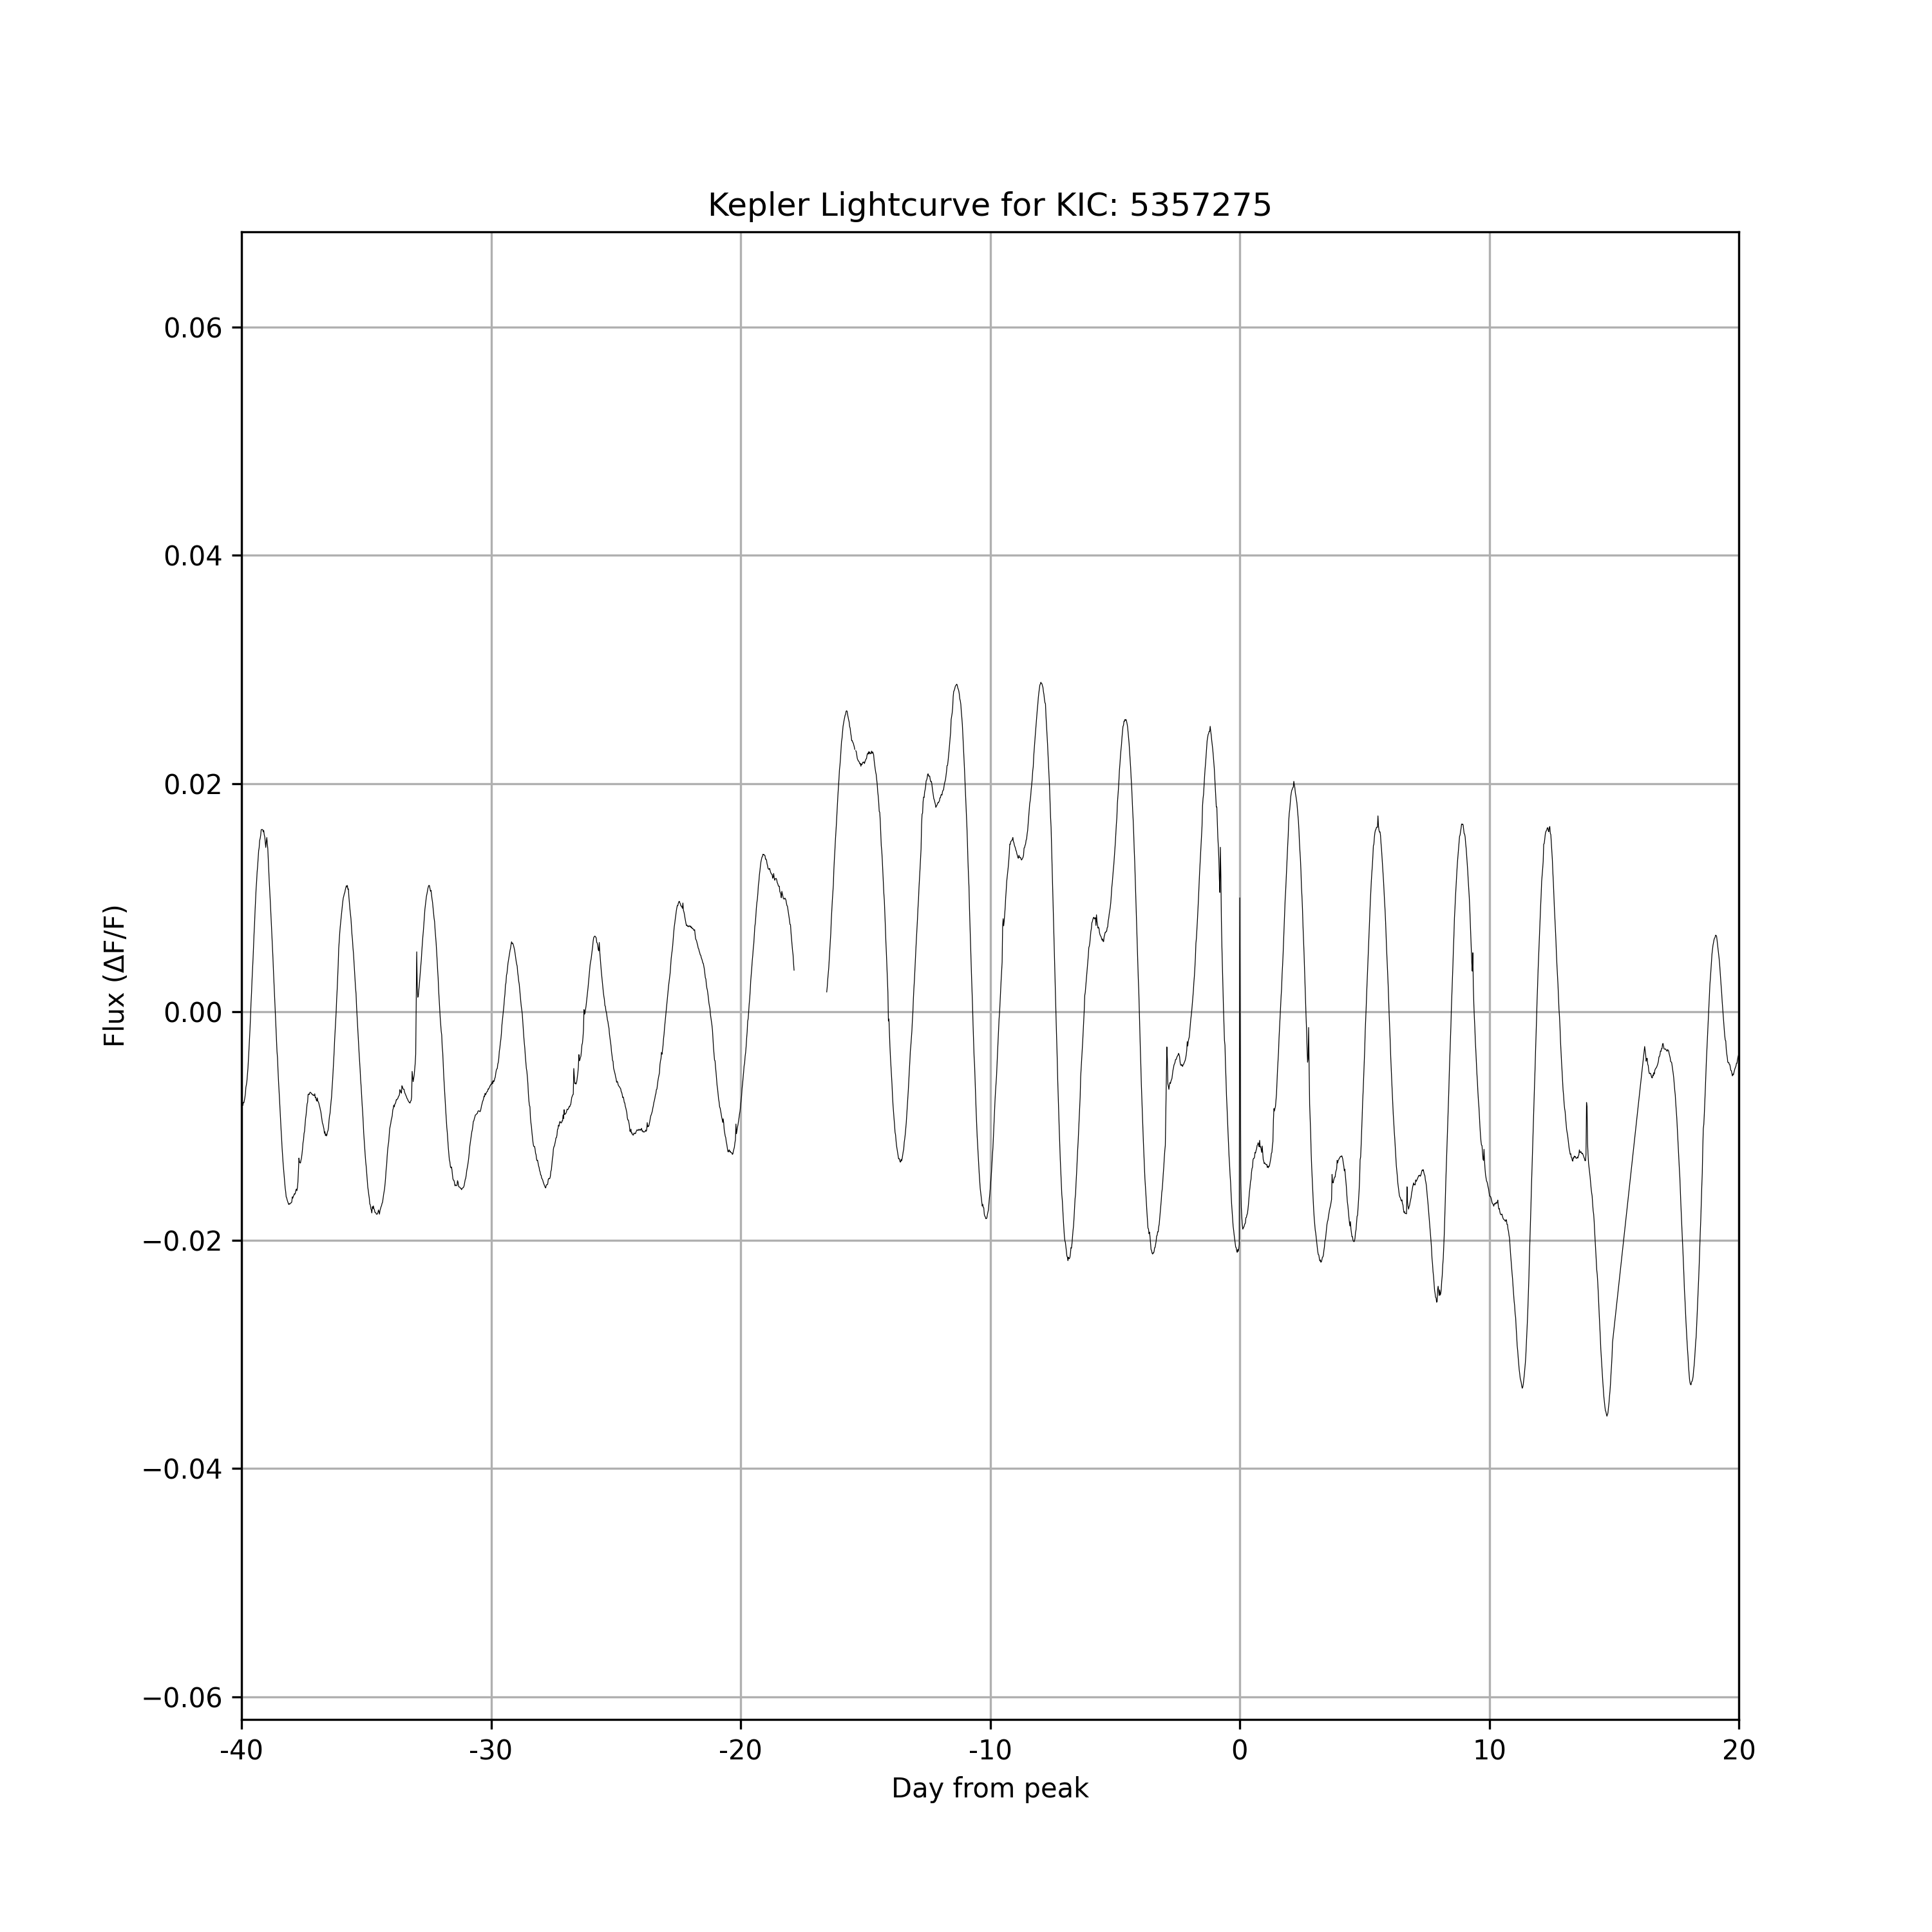 Kepler Lightcurve for KIC: 5357275
0.06
0.04
0.02
0.00
−0.02
−0.04
−0.06
Flux (ΔF/F)
-40 -30 -20 -10 0 10 20
Day from peak